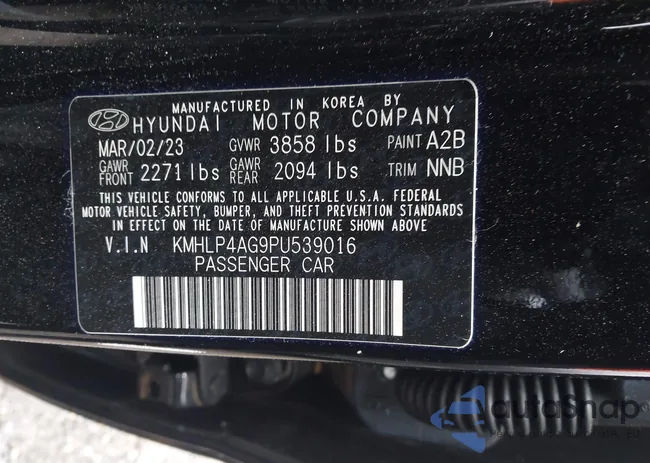 MANUFACTURED IN KOREA BY
HYUNDAI MOTOR COMPANY
MAR/02/23 GVWR 3858 lbs PAINT A2B
GAWR FRONT 2271 lbs GAWR REAR 2094 lbs TRIM NNB
THIS VEHICLE CONFORMS TO ALL APPLICABLE U.S.A. FEDERAL
MOTOR VEHICLE SAFETY, BUMPER, AND THEFT PREVENTION STANDARDS
IN EFFECT ON THE DATE OF MANUFACTURE SHOWN ABOVE.
V.I.N KMHLP4AG9PU539016
PASSENGER CAR
autoSnap